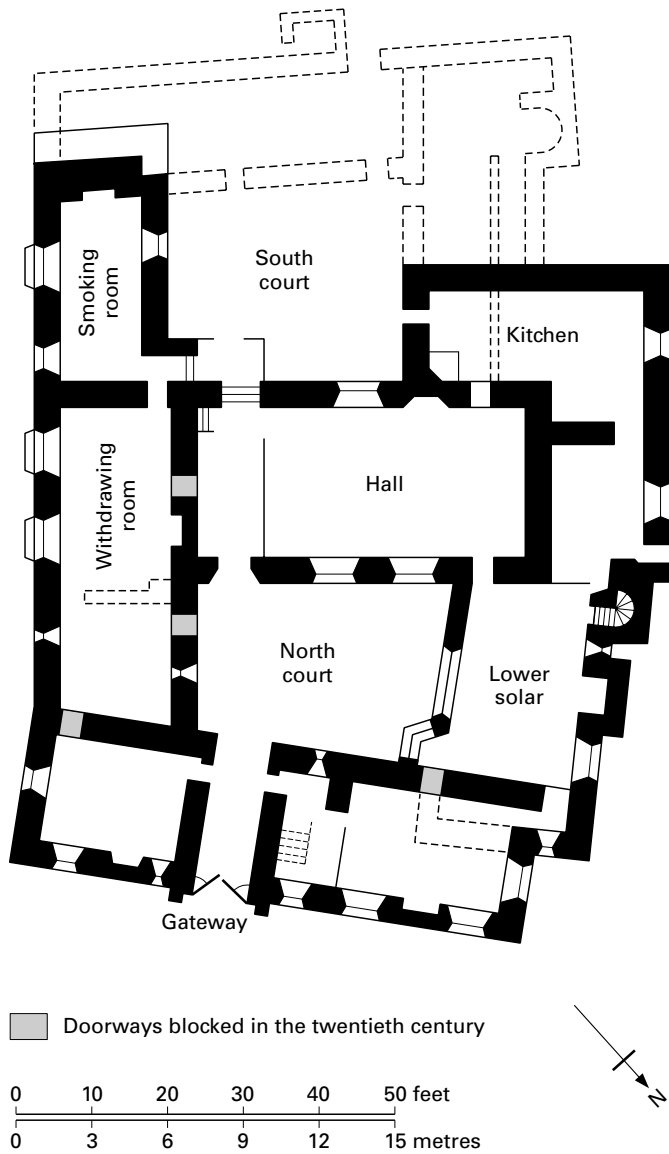 South
court
Smoking
room
Kitchen
Withdrawing
room
Hall
North
court
Lower
solar
Gateway
Doorways blocked in the twentieth century
N
0 10 20 30 40 50 feet
0 3 6 9 12 15 metres